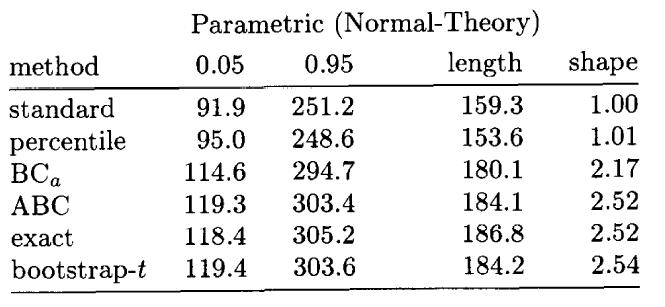 Parametric (Normal-Theory)
method 0.05 0.95 length shape
standard 91.9 251.2 159.3 1.00
percentile 95.0 248.6 153.6 1.01
BCa 114.6 294.7 180.1 2.17
ABC 119.3 303.4 184.1 2.52
exact 118.4 305.2 186.8 2.52
bootstrap-t 119.4 303.6 184.2 2.54